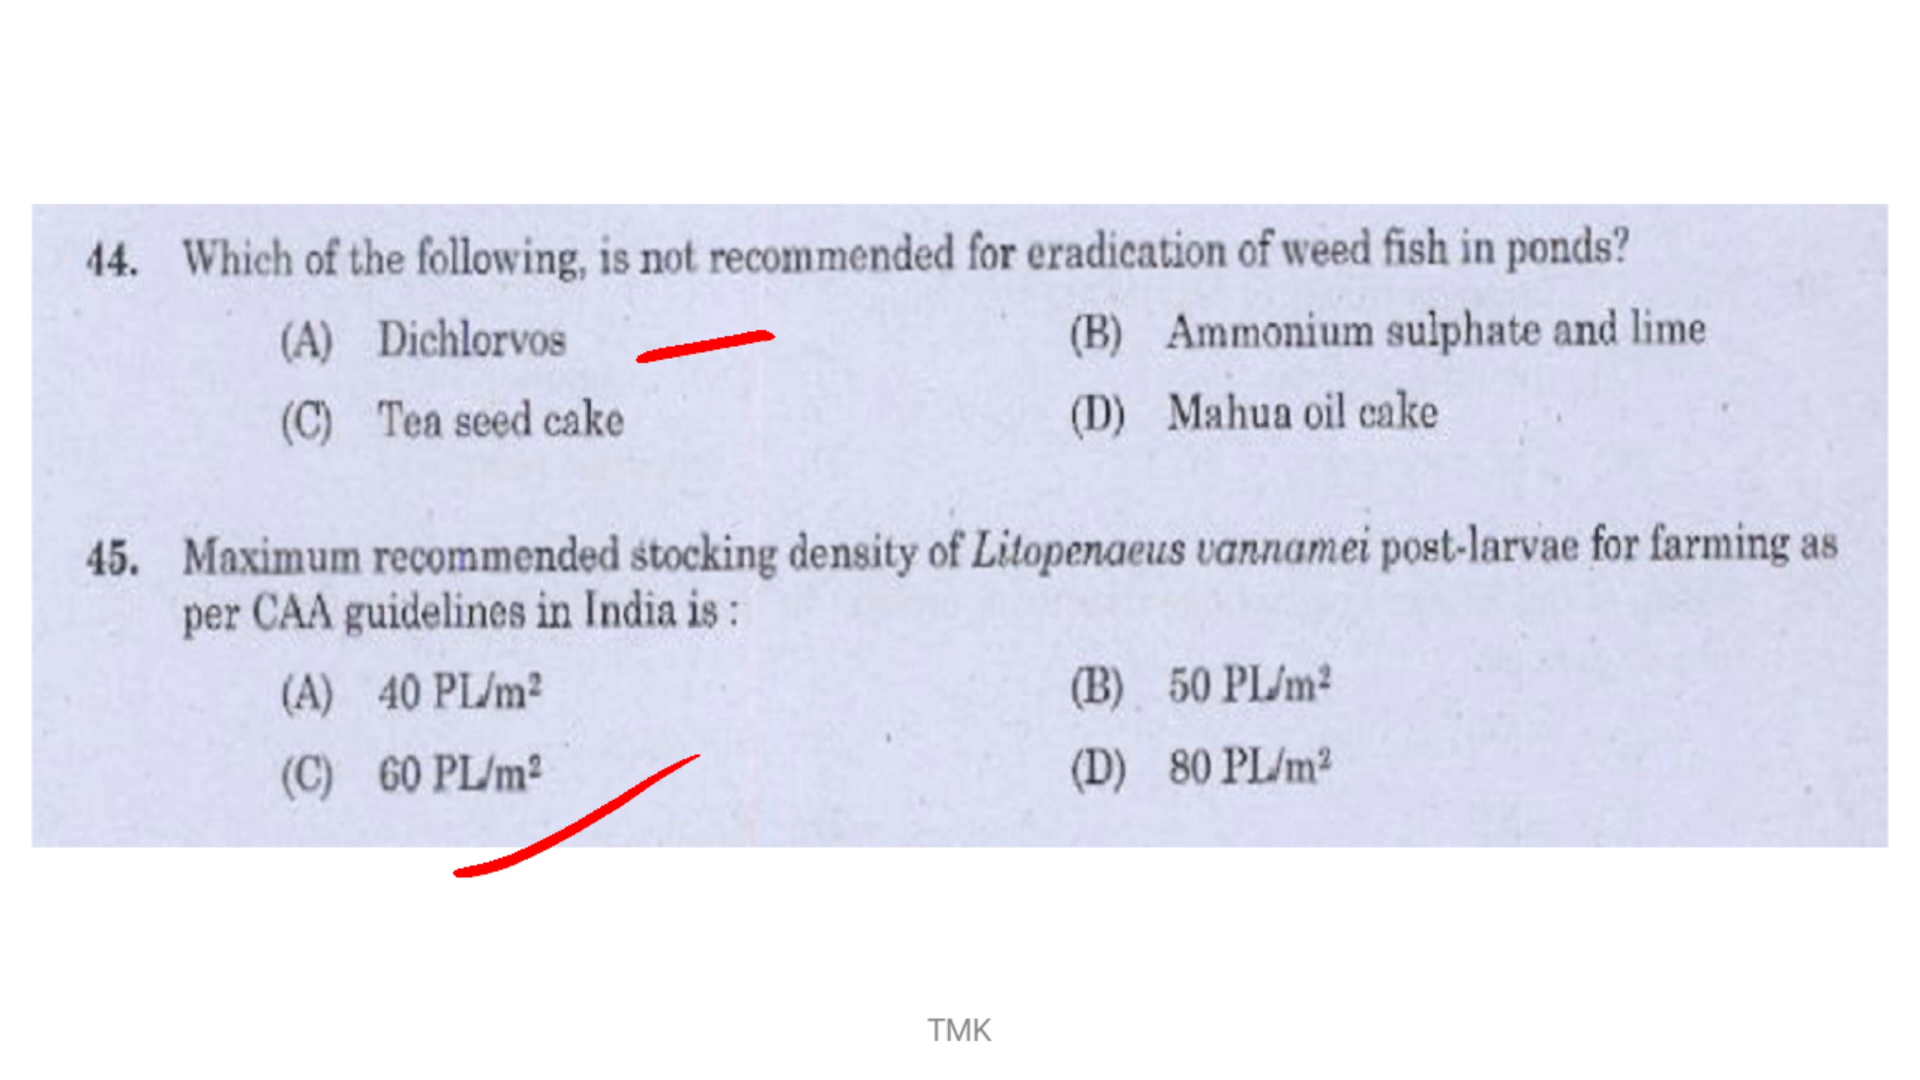 44. Which of the following, is not recommended for eradication of weed fish in ponds?
(A) Dichlorvos (B) Ammonium sulphate and lime
(C) Tea seed cake (D) Mahua oil cake
45. Maximum recommended stocking density of Litopenaeus vannamei post-larvae for farming as
per CAA guidelines in India is :
(A) 40 PL/m² (B) 50 PL/m²
(C) 60 PL/m² (D) 80 PL/m²
TMK